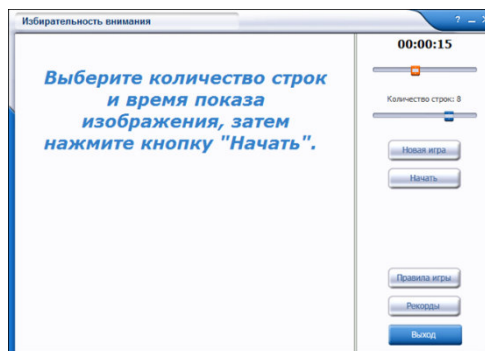 Избирательность внимания
? – X
00:00:15
Выберите количество строк
и время показа
изображения, затем
нажмите кнопку "Начать".
Количество строк: 8
Новая игра
Начать
Правила игры
Рекорды
Выход